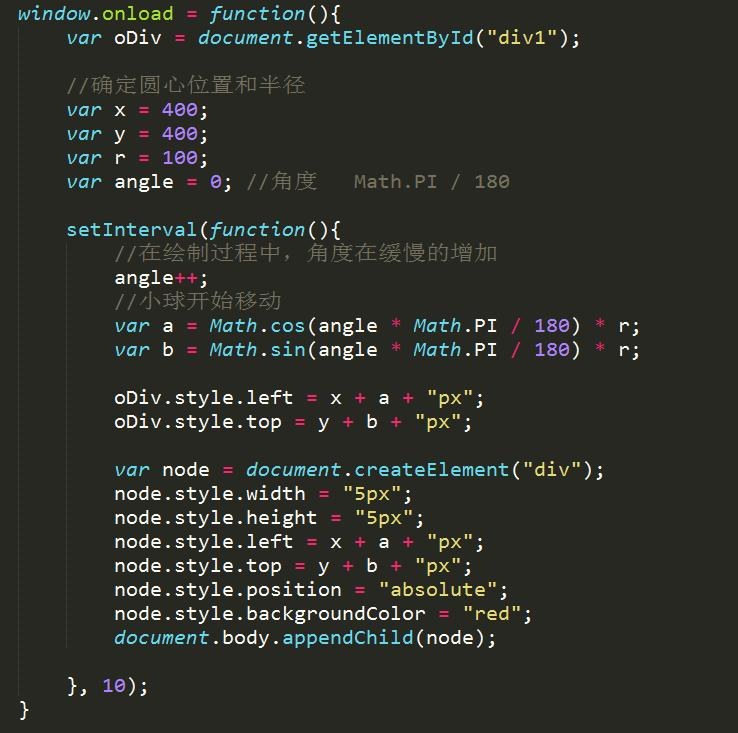 window.onload = function(){
var oDiv = document.getElementById("div1");
//确定圆心位置和半径
var x = 400;
var y = 400;
var r = 100;
var angle = 0; //角度   Math.PI / 180
setInterval(function(){
//在绘制过程中，角度在缓慢的增加
angle++;
//小球开始移动
var a = Math.cos(angle * Math.PI / 180) * r;
var b = Math.sin(angle * Math.PI / 180) * r;
oDiv.style.left = x + a + "px";
oDiv.style.top = y + b + "px";
var node = document.createElement("div");
node.style.width = "5px";
node.style.height = "5px";
node.style.left = x + a + "px";
node.style.top = y + b + "px";
node.style.position = "absolute";
node.style.backgroundColor = "red";
document.body.appendChild(node);
}, 10);
}